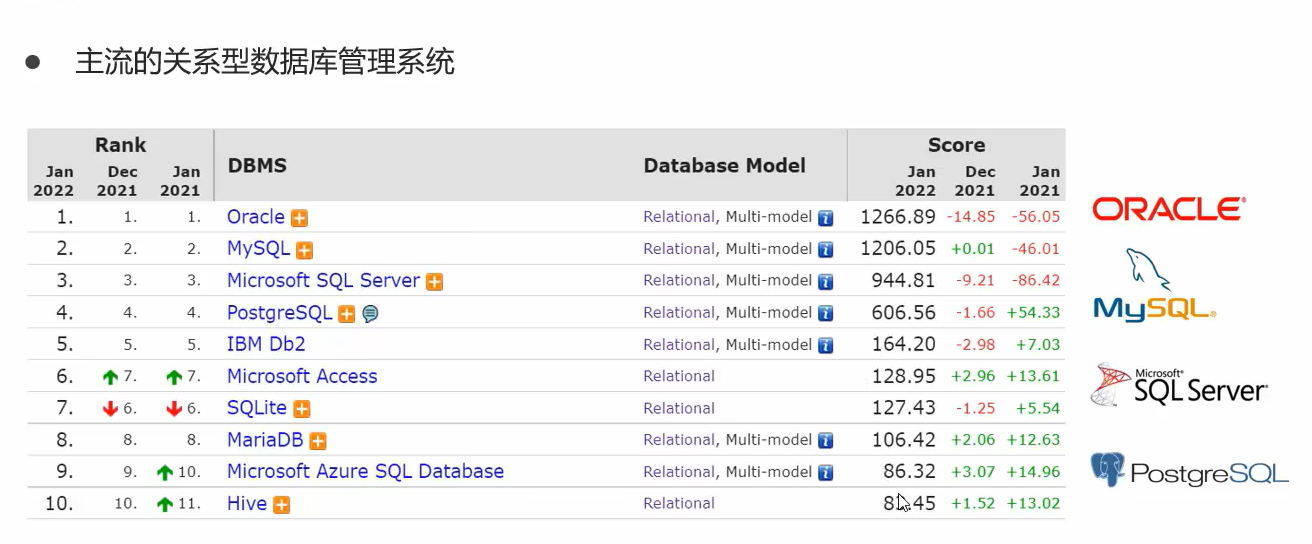 ● 主流的关系型数据库管理系统
Rank Score
Jan 2022 Dec 2021 Jan 2021 DBMS Database Model Jan 2022 Dec 2021 Jan 2021
1. 1. 1. Oracle Relational, Multi-model 1266.89 -14.85 -56.05
2. 2. 2. MySQL Relational, Multi-model 1206.05 +0.01 -46.01
3. 3. 3. Microsoft SQL Server Relational, Multi-model 944.81 -9.21 -86.42
4. 4. 4. PostgreSQL Relational, Multi-model 606.56 -1.66 +54.33
5. 5. 5. IBM Db2 Relational, Multi-model 164.20 -2.98 +7.03
6. 7. 7. Microsoft Access Relational 128.95 +2.96 +13.61
7. 6. 6. SQLite Relational 127.43 -1.25 +5.54
8. 8. 8. MariaDB Relational, Multi-model 106.42 +2.06 +12.63
9. 9. 10. Microsoft Azure SQL Database Relational, Multi-model 86.32 +3.07 +14.96
10. 10. 11. Hive Relational +1.52 +13.02
ORACLE®
MySQL®
Microsoft®
SQL Server®
PostgreSQL